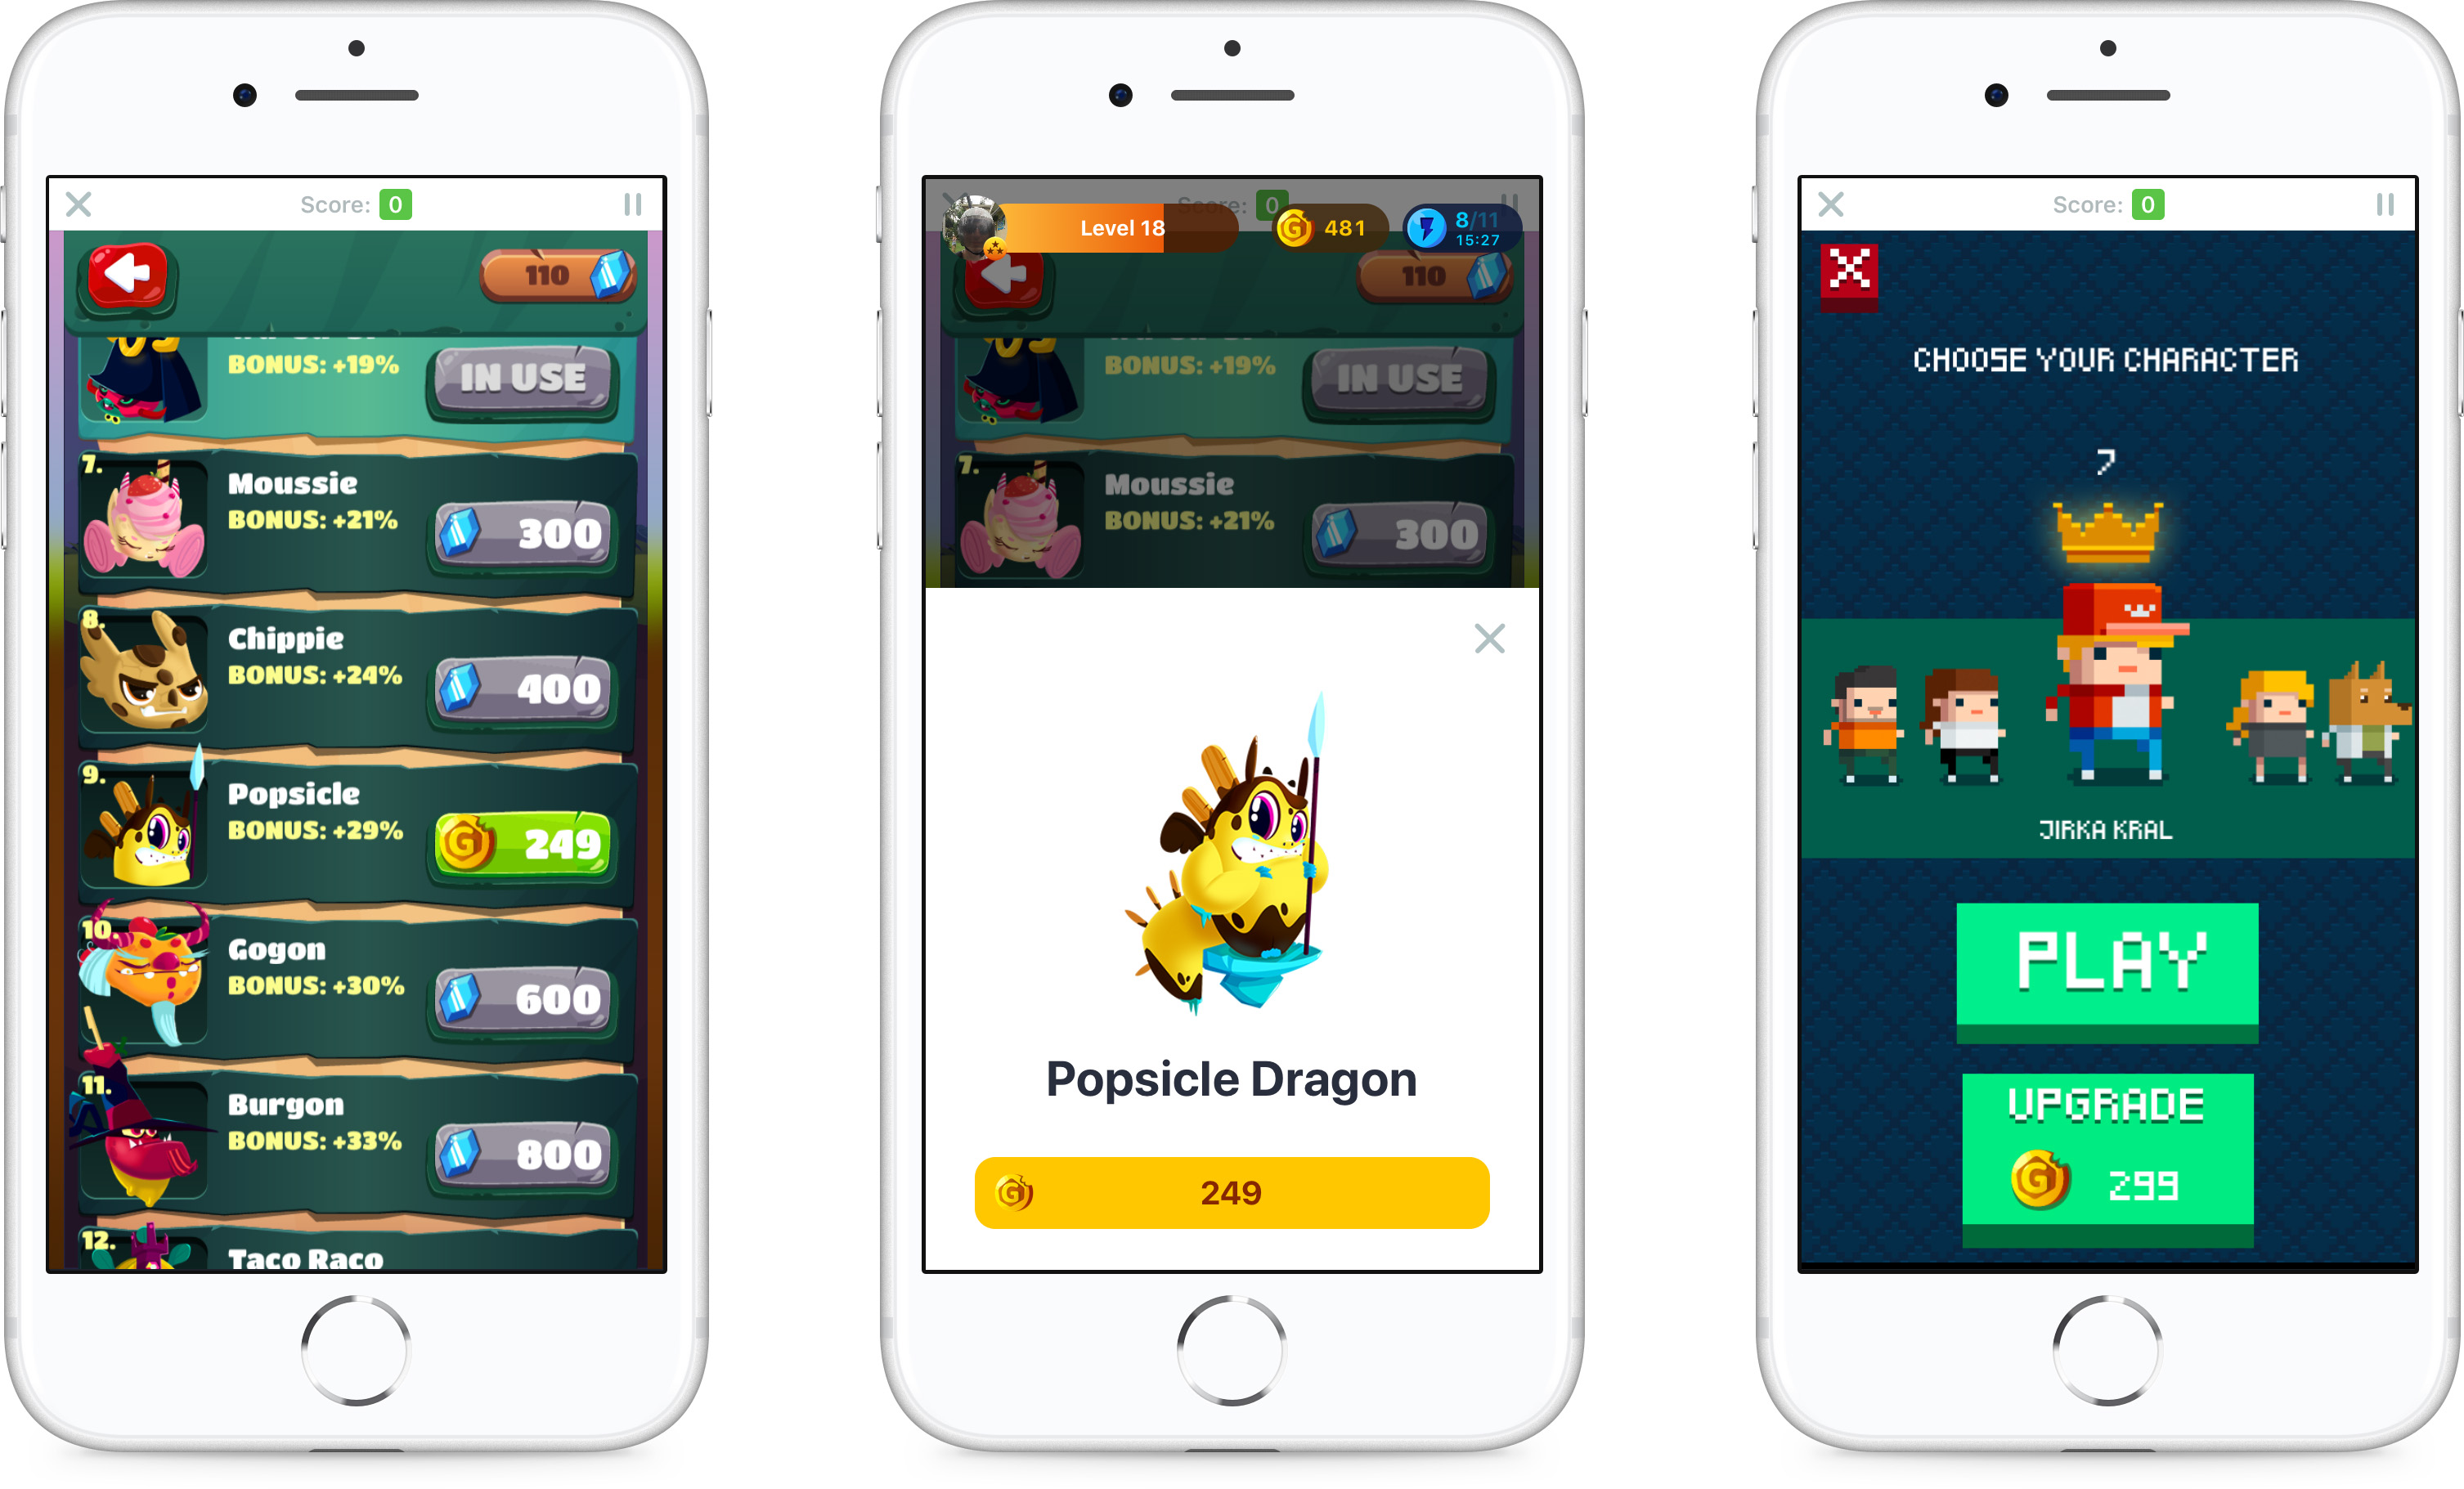 Score: 0
110
BONUS: +19%
IN USE
7.
Moussie
BONUS: +21%
300
8.
Chippie
BONUS: +24%
400
9.
Popsicle
BONUS: +29%
G 249
10.
Gogon
BONUS: +30%
600
11.
Burgon
BONUS: +33%
800
12.
Taco Raco
Score: 0
Level 18
G 481
8/11
15:27
110
BONUS: +19%
IN USE
7.
Moussie
BONUS: +21%
300
Popsicle Dragon
G 249
Score: 0
CHOOSE YOUR CHARACTER
7
JIRKA KRAL
PLAY
UPGRADE
G 299